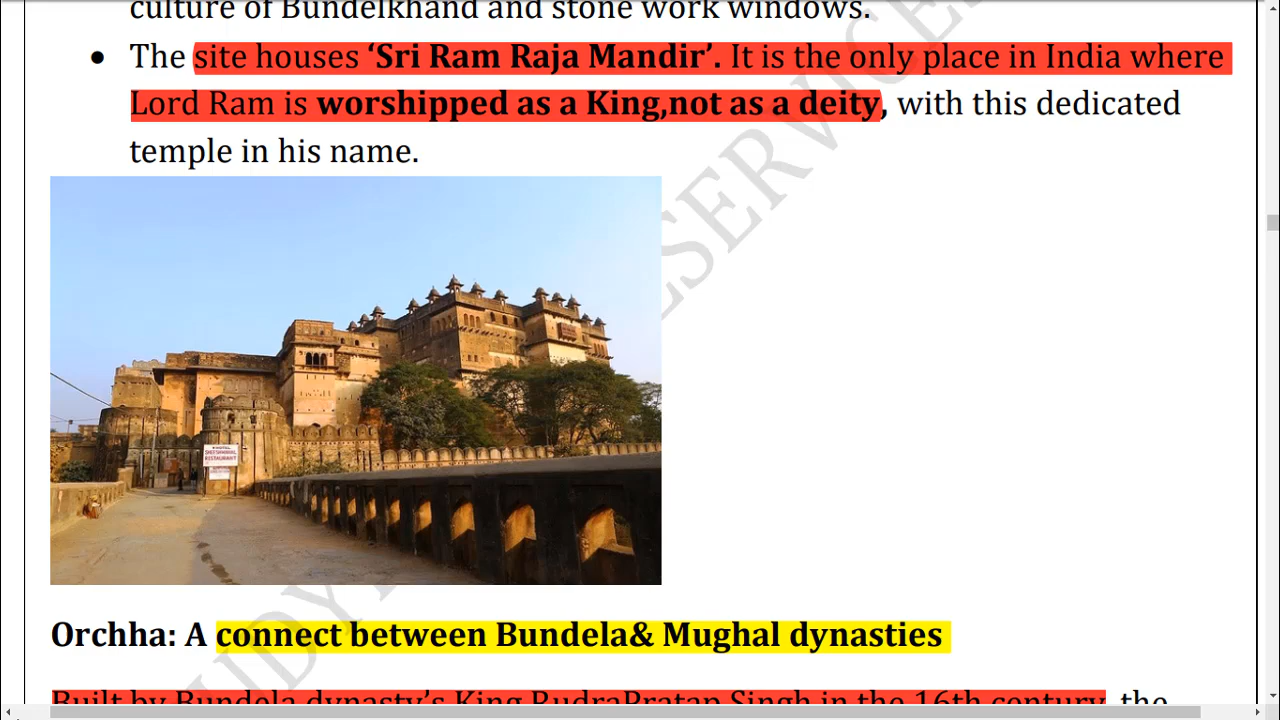 culture of Bundelkhand and stone work windows.
• The site houses ‘Sri Ram Raja Mandir’. It is the only place in India where
Lord Ram is worshipped as a King,not as a deity, with this dedicated
temple in his name.
SHEESHMAHAL
RESTAURANT
Orchha: A connect between Bundela& Mughal dynasties
Built by Bundela dynasty’s King RudraPratap Singh in the 16th century, the